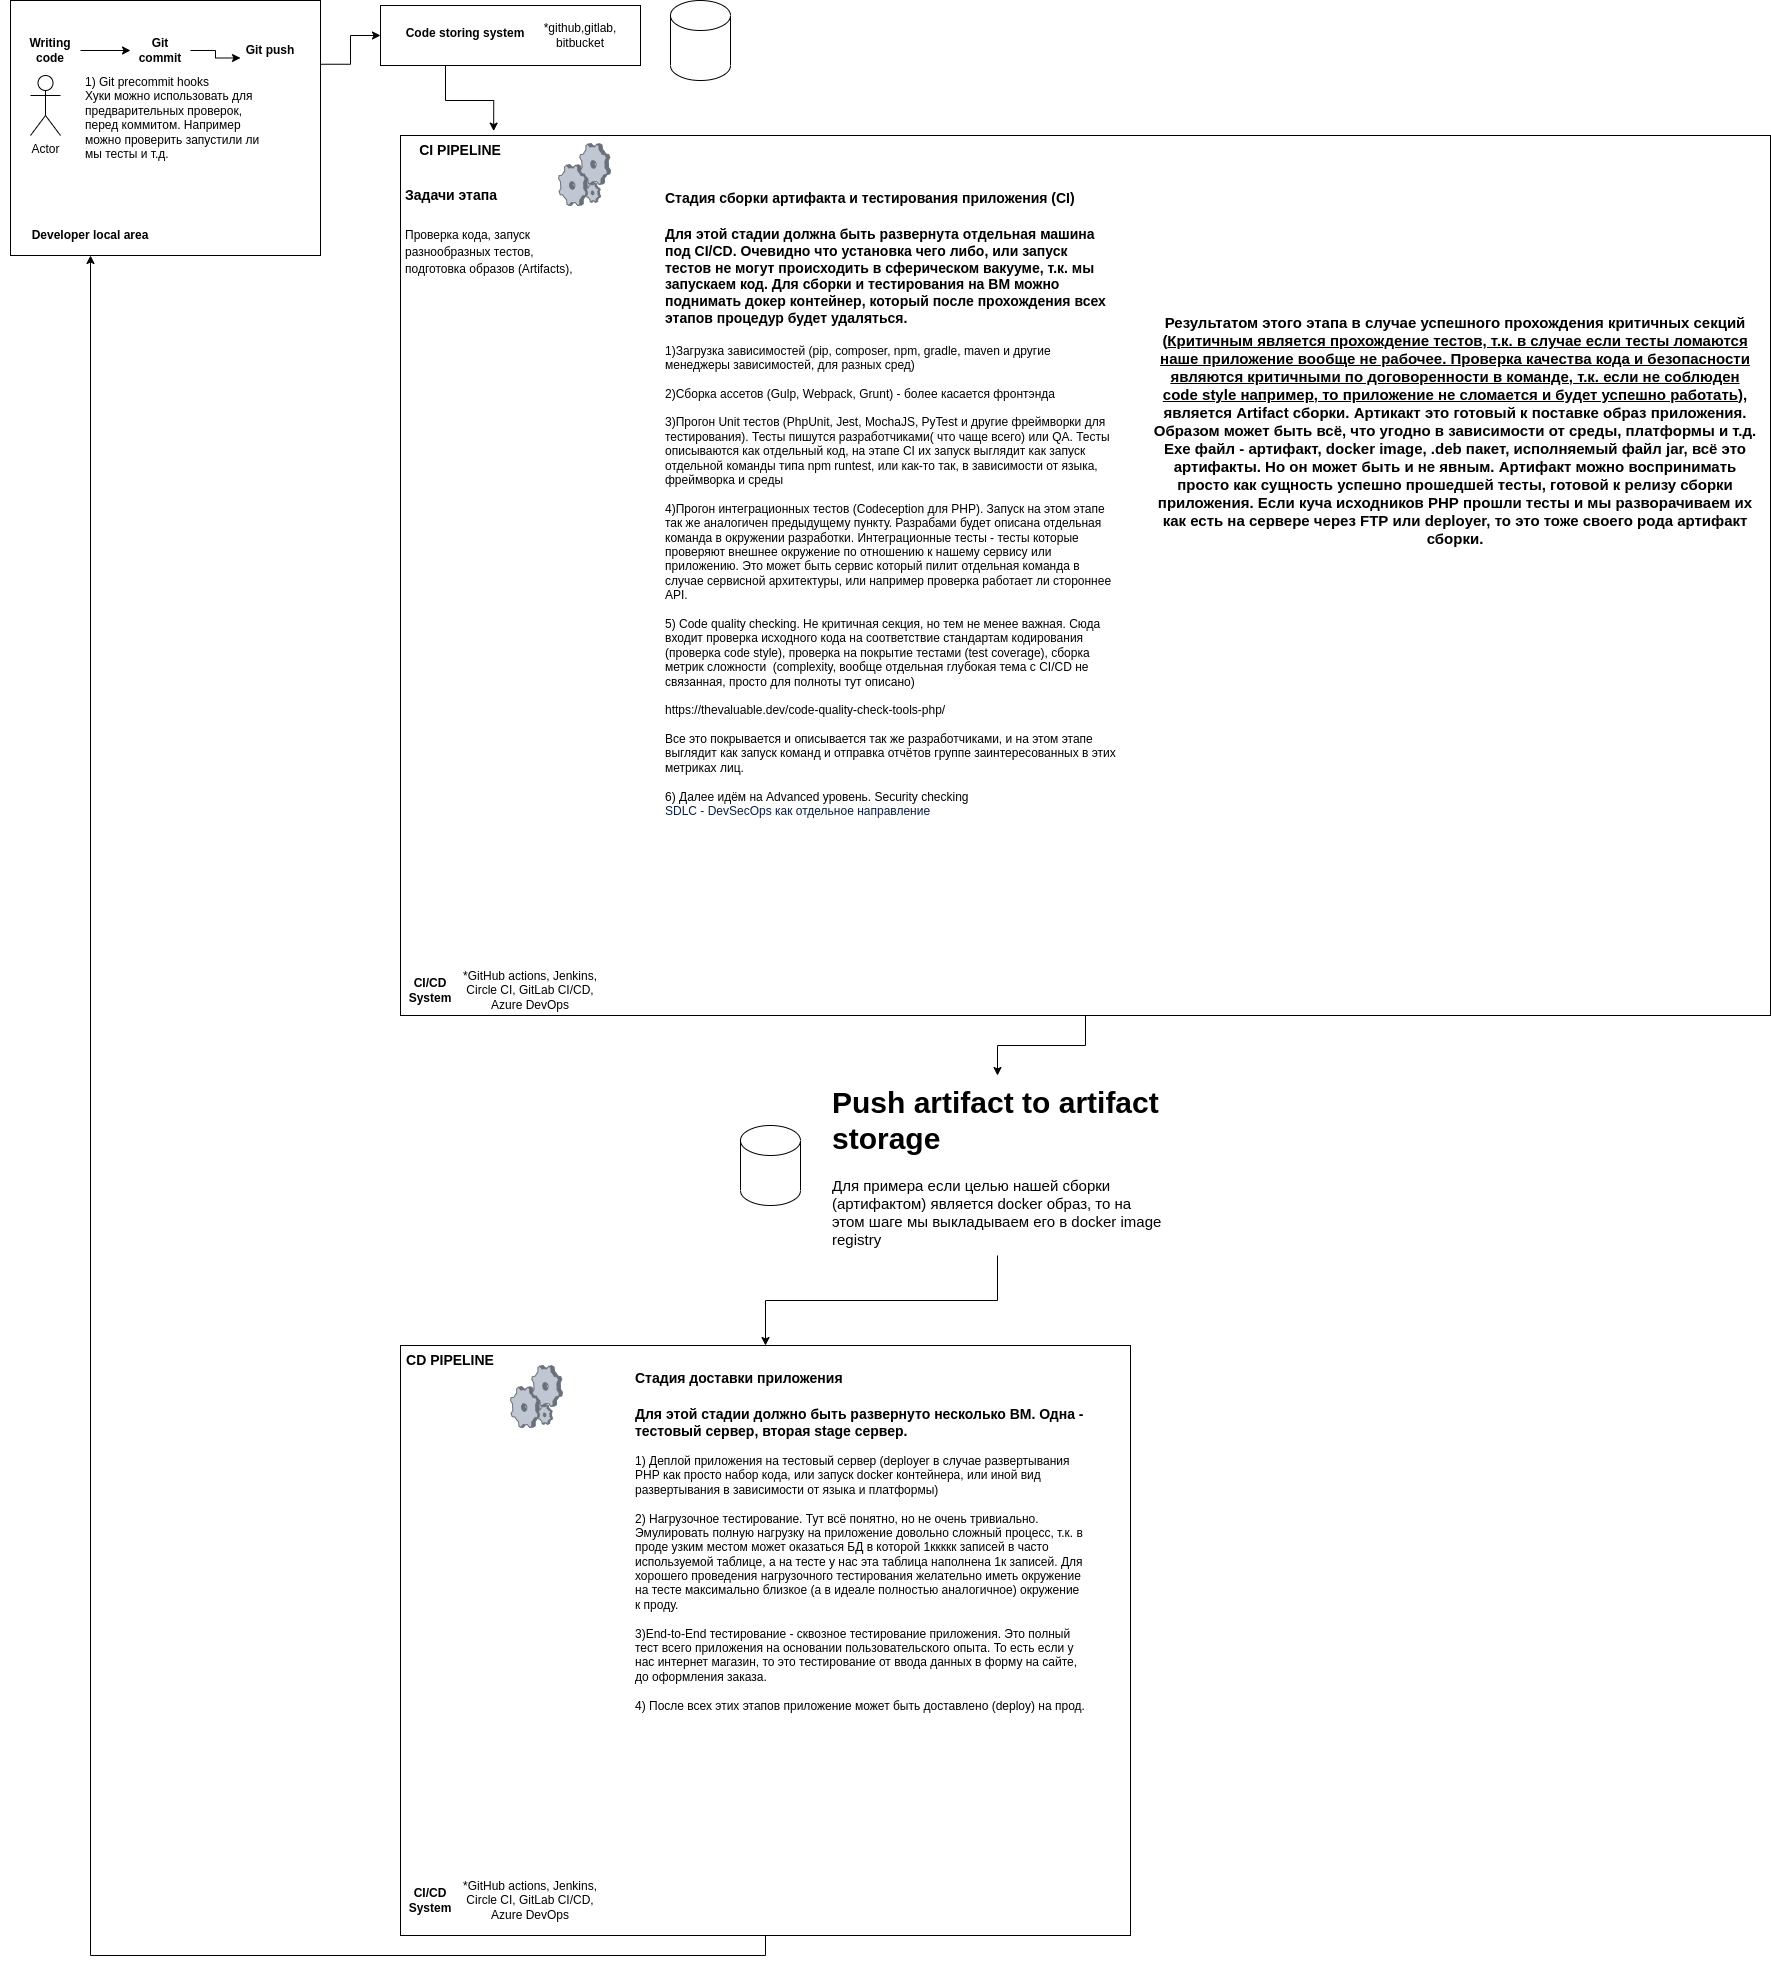 Writing
code
Git
commit
Git push
1) Git precommit hooks
Хуки можно использовать для
предварительных проверок,
перед коммитом. Например
можно проверить запустили ли
мы тесты и т.д.
Actor
Developer local area
Code storing system
*github,gitlab,
bitbucket
CI PIPELINE
Задачи этапа
Проверка кода, запуск
разнообразных тестов,
подготовка образов (Artifacts),
Стадия сборки артифакта и тестирования приложения (CI)
Для этой стадии должна быть развернута отдельная машина
под CI/CD. Очевидно что установка чего либо, или запуск
тестов не могут происходить в сферическом вакууме, т.к. мы
запускаем код. Для сборки и тестирования на ВМ можно
поднимать докер контейнер, который после прохождения всех
этапов процедур будет удаляться.
1)Загрузка зависимостей (pip, composer, npm, gradle, maven и другие
менеджеры зависимостей, для разных сред)
2)Сборка ассетов (Gulp, Webpack, Grunt) - более касается фронтэнда
3)Прогон Unit тестов (PhpUnit, Jest, MochaJS, PyTest и другие фреймворки для
тестирования). Тесты пишутся разработчиками( что чаще всего) или QA. Тесты
описываются как отдельный код, на этапе CI их запуск выглядит как запуск
отдельной команды типа npm runtest, или как-то так, в зависимости от языка,
фреймворка и среды
4)Прогон интеграционных тестов (Codeception для PHP). Запуск на этом этапе
так же аналогичен предыдущему пункту. Разрабами будет описана отдельная
команда в окружении разработки. Интеграционные тесты - тесты которые
проверяют внешнее окружение по отношению к нашему сервису или
приложению. Это может быть сервис который пилит отдельная команда в
случае сервисной архитектуры, или например проверка работает ли стороннее
API.
5) Code quality checking. Не критичная секция, но тем не менее важная. Сюда
входит проверка исходного кода на соответствие стандартам кодирования
(проверка code style), проверка на покрытие тестами (test coverage), сборка
метрик сложности  (complexity, вообще отдельная глубокая тема с CI/CD не
связанная, просто для полноты тут описано)
https://thevaluable.dev/code-quality-check-tools-php/
Все это покрывается и описывается так же разработчиками, и на этом этапе
выглядит как запуск команд и отправка отчётов группе заинтересованных в этих
метриках лиц.
6) Далее идём на Advanced уровень. Security checking
SDLC - DevSecOps как отдельное направление
Результатом этого этапа в случае успешного прохождения критичных секций
(Критичным является прохождение тестов, т.к. в случае если тесты ломаются
наше приложение вообще не рабочее. Проверка качества кода и безопасности
являются критичными по договоренности в команде, т.к. если не соблюден
code style например, то приложение не сломается и будет успешно работать),
является Artifact сборки. Артикакт это готовый к поставке образ приложения.
Образом может быть всё, что угодно в зависимости от среды, платформы и т.д.
Exe файл - артифакт, docker image, .deb пакет, исполняемый файл jar, всё это
артифакты. Но он может быть и не явным. Артифакт можно воспринимать
просто как сущность успешно прошедшей тесты, готовой к релизу сборки
приложения. Если куча исходников PHP прошли тесты и мы разворачиваем их
как есть на сервере через FTP или deployer, то это тоже своего рода артифакт
сборки.
CI/CD
System
*GitHub actions, Jenkins,
Circle CI, GitLab CI/CD,
Azure DevOps
Push artifact to artifact
storage
Для примера если целью нашей сборки
(артифактом) является docker образ, то на
этом шаге мы выкладываем его в docker image
registry
CD PIPELINE
Стадия доставки приложения
Для этой стадии должно быть развернуто несколько ВМ. Одна -
тестовый сервер, вторая stage сервер.
1) Деплой приложения на тестовый сервер (deployer в случае развертывания
PHP как просто набор кода, или запуск docker контейнера, или иной вид
развертывания в зависимости от языка и платформы)
2) Нагрузочное тестирование. Тут всё понятно, но не очень тривиально.
Эмулировать полную нагрузку на приложение довольно сложный процесс, т.к. в
проде узким местом может оказаться БД в которой 1ккккк записей в часто
используемой таблице, а на тесте у нас эта таблица наполнена 1к записей. Для
хорошего проведения нагрузочного тестирования желательно иметь окружение
на тесте максимально близкое (а в идеале полностью аналогичное) окружение
к проду.
3)End-to-End тестирование - сквозное тестирование приложения. Это полный
тест всего приложения на основании пользовательского опыта. То есть если у
нас интернет магазин, то это тестирование от ввода данных в форму на сайте,
до оформления заказа.
4) После всех этих этапов приложение может быть доставлено (deploy) на прод.
CI/CD
System
*GitHub actions, Jenkins,
Circle CI, GitLab CI/CD,
Azure DevOps